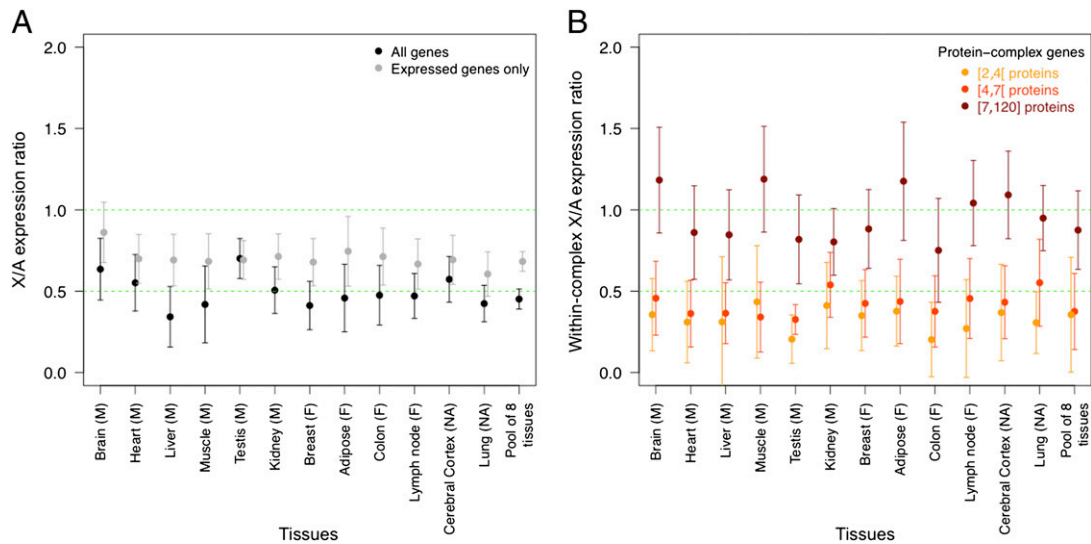 A
X/A expression ratio
2.0
1.5
1.0
0.5
0.0
All genes
Expressed genes only
Brain (M)
Heart (M)
Liver (M)
Muscle (M)
Testis (M)
Kidney (M)
Breast (F)
Adipose (F)
Colon (F)
Lymph node (F)
Cerebral Cortex (NA)
Lung (NA)
Pool of 8
tissues
Tissues
B
Within-complex X/A expression ratio
2.0
1.5
1.0
0.5
0.0
Protein-complex genes
[2,4[ proteins
[4,7[ proteins
[7,120] proteins
Brain (M)
Heart (M)
Liver (M)
Muscle (M)
Testis (M)
Kidney (M)
Breast (F)
Adipose (F)
Colon (F)
Lymph node (F)
Cerebral Cortex (NA)
Lung (NA)
Pool of 8
tissues
Tissues